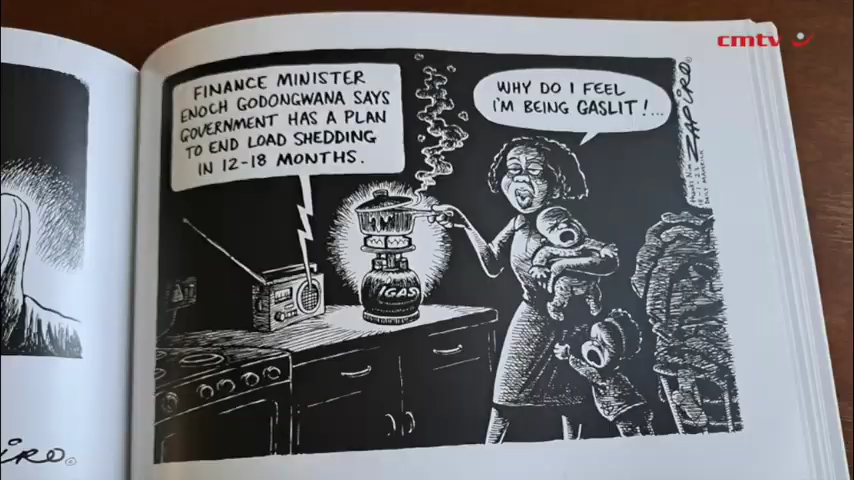 cmtv
FINANCE MINISTER
ENOCH GODONGWANA SAYS
GOVERNMENT HAS A PLAN
TO END LOAD SHEDDING
IN 12-18 MONTHS.
WHY DO I FEEL
I'M BEING GASLIT!...
ZAPIRO
GAS
IRO